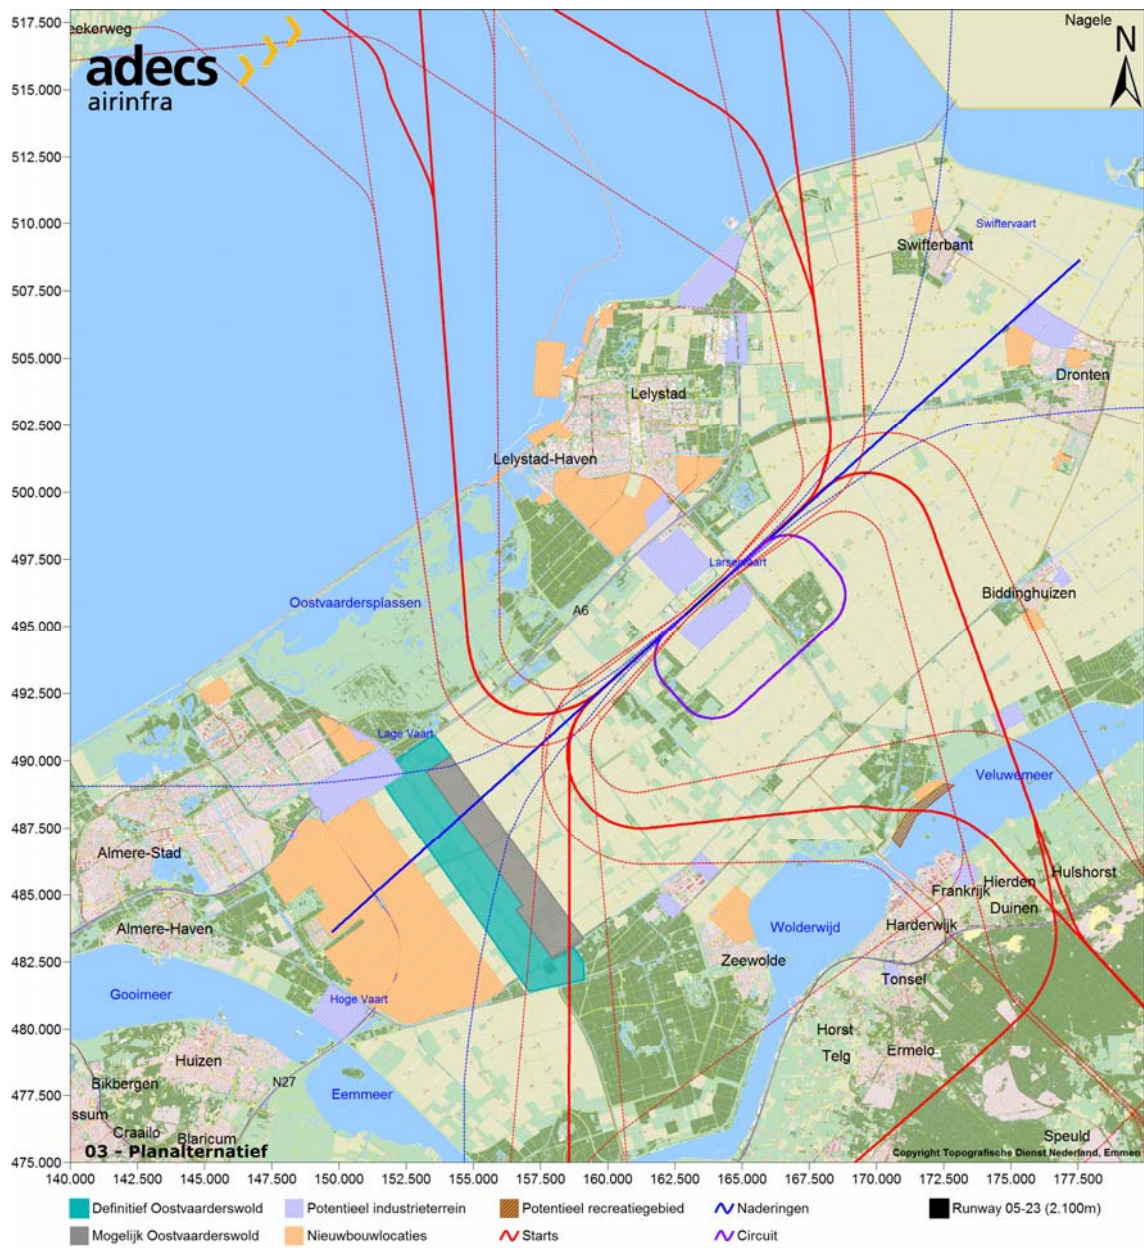 517.500
515.000
512.500
510.000
507.500
505.000
502.500
500.000
497.500
495.000
492.500
490.000
487.500
485.000
482.500
480.000
477.500
475.000
eekerweg
adecs
airinfra
Nagele
N
Swiftervaart
Swifterbant
Dronten
Lelystad
Lelystad-Haven
Larservaart
Biddinghuizen
Oostvaardersplassen
A6
Lage Vaart
Veluwemeer
Almere-Stad
Hulshorst
Hierden
Frankrijk
Duinen
Almere-Haven
Wolderwijd
Harderwijk
Zeewolde
Tonsel
Gooimeer
Hoge Vaart
Horst
Telg
Ermelo
Huizen
N27
Bikbergen
Eemmeer
ssum
Craailo
Blaricum
Speuld
03 - Planalternatief
Copyright Topografische Dienst Nederland, Emmen
140.000 142.500 145.000 147.500 150.000 152.500 155.000 157.500 160.000 162.500 165.000 167.500 170.000 172.500 175.000 177.500
Definitief Oostvaarderswold Potentieel industrieterrein Potentieel recreatiegebied Naderingen Runway 05-23 (2.100m)
Mogelijk Oostvaarderswold Nieuwbouwlocaties Starts Circuit